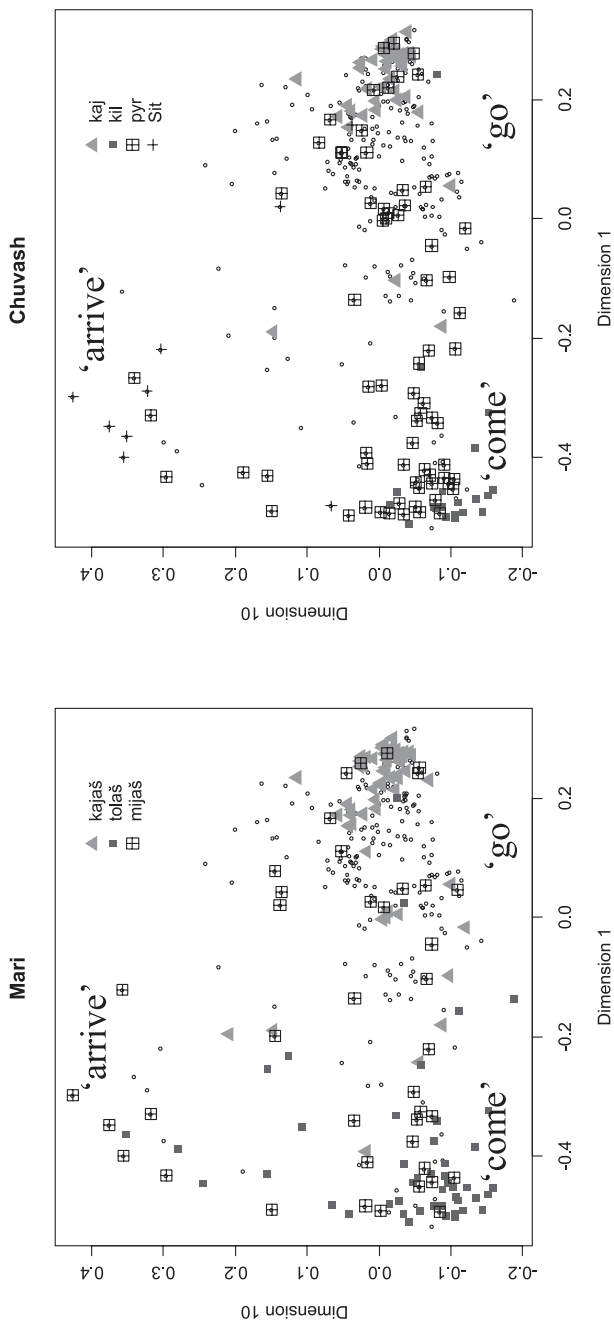 Mari
kajaš
tolaš
mijaš
‘arrive’
‘come’
‘go’
Dimension 10
0.4
0.3
0.2
0.1
0.0
-0.1
-0.2
-0.4
-0.2
0.0
0.2
Dimension 1
Chuvash
kaj
kil
pyr
Sit
‘arrive’
‘come’
‘go’
Dimension 10
0.4
0.3
0.2
0.1
0.0
-0.1
-0.2
-0.4
-0.2
0.0
0.2
Dimension 1